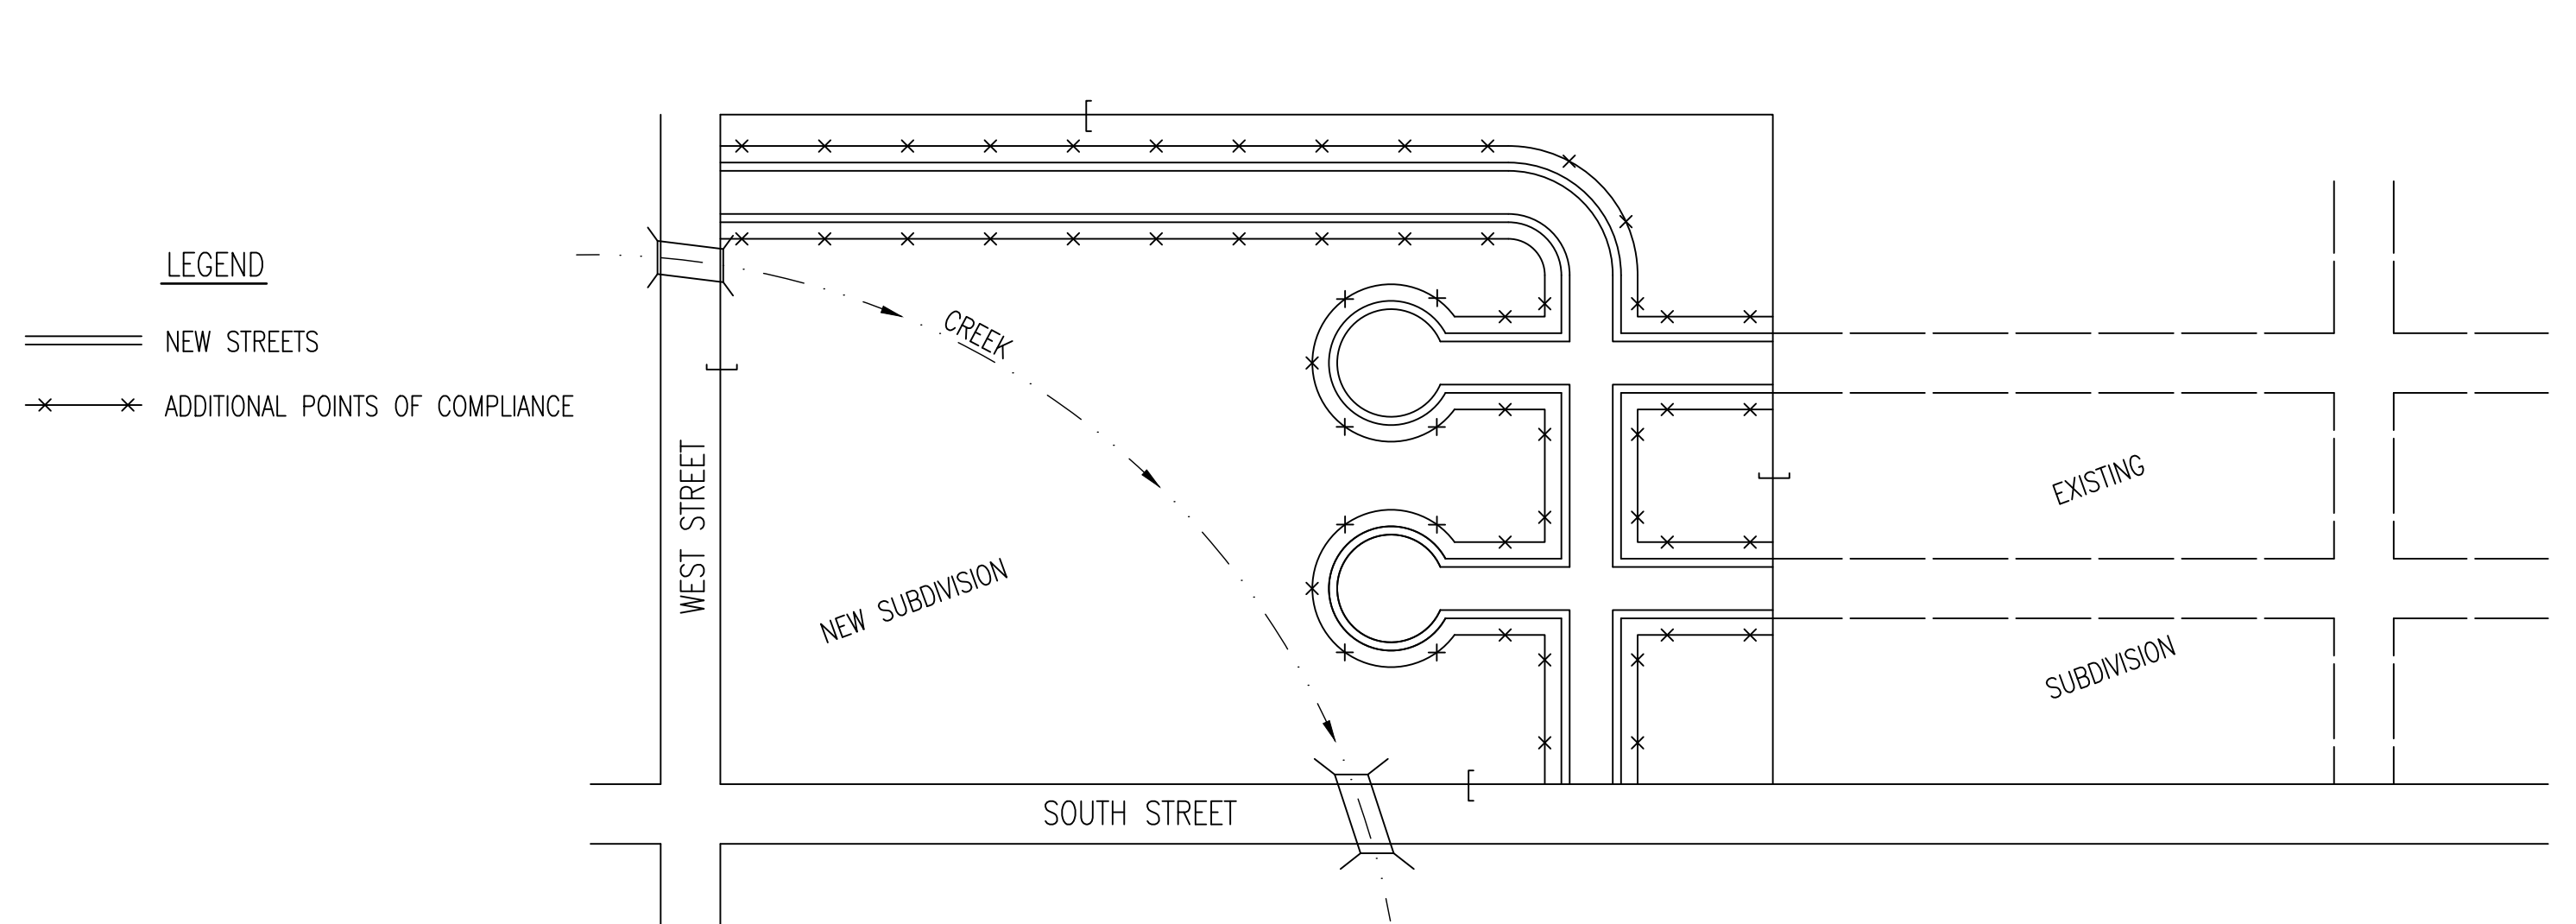 LEGEND
NEW STREETS
ADDITIONAL POINTS OF COMPLIANCE
CREEK
WEST STREET
NEW SUBDIVISION
EXISTING
SUBDIVISION
SOUTH STREET